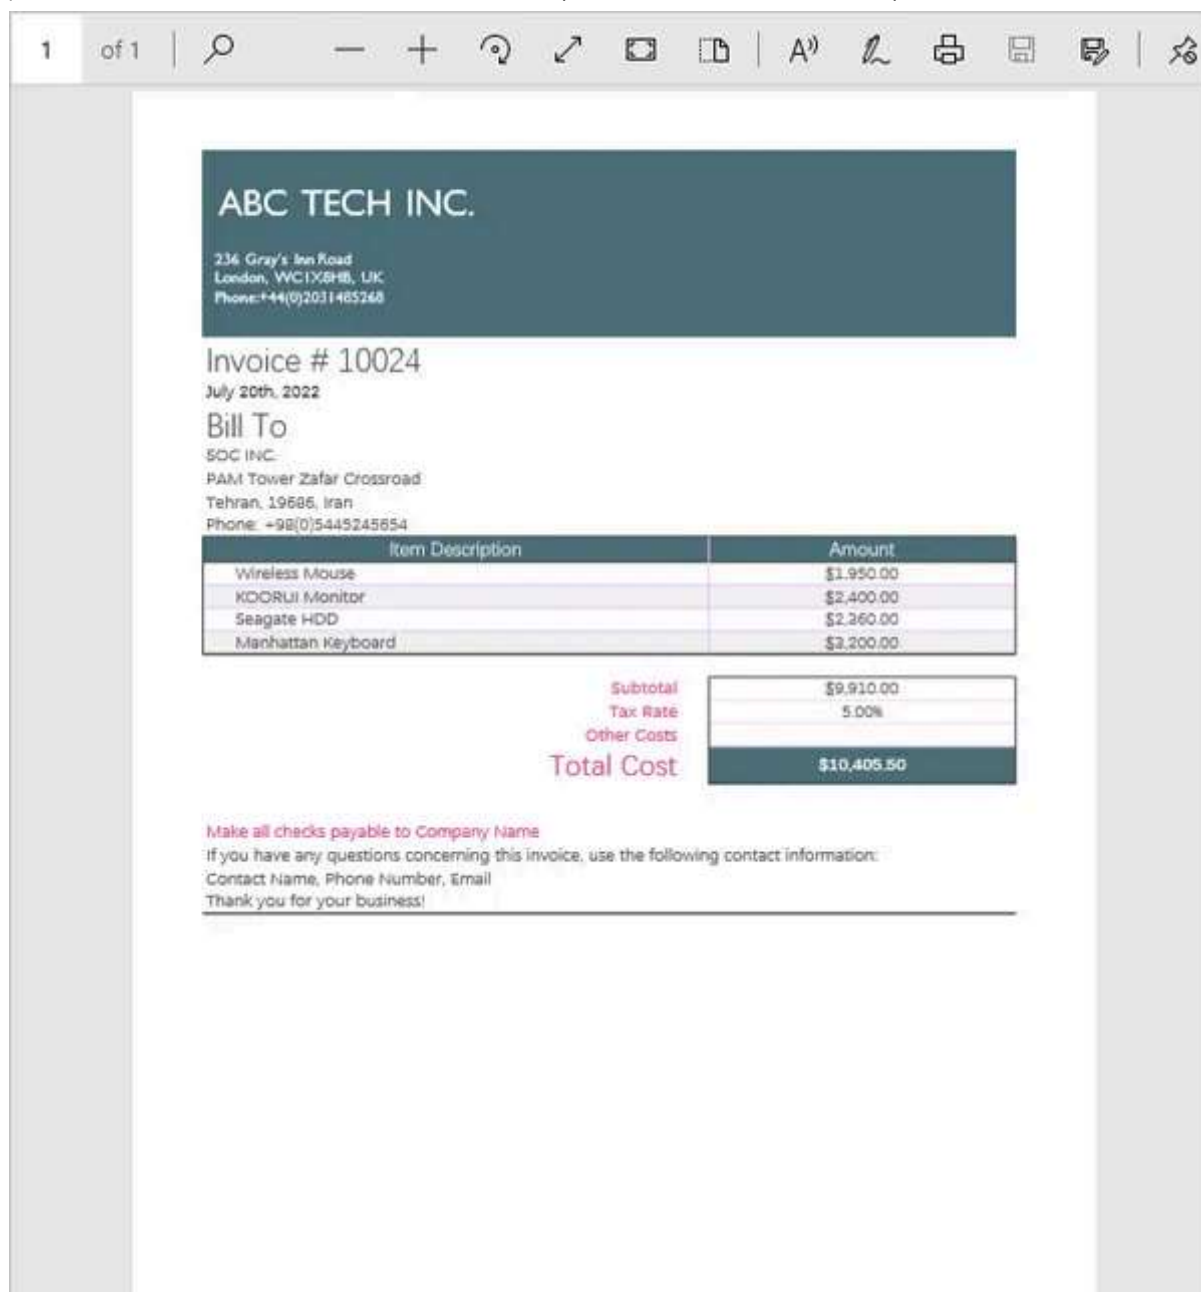 1 of 1
ABC TECH INC.
236 Gray's Inn Road
London, WC1X8HB, UK
Phone:+44(0)2031485268
Invoice # 10024
July 20th, 2022
Bill To
SOC INC.
PAM Tower Zafar Crossroad
Tehran, 19686, Iran
Phone: +98(0)5445245654
Item Description Amount
Wireless Mouse $1,950.00
KOORUI Monitor $2,400.00
Seagate HDD $2,360.00
Manhattan Keyboard $3,200.00
Subtotal $9,910.00
Tax Rate 5.00%
Other Costs
Total Cost $10,405.50
Make all checks payable to Company Name
If you have any questions concerning this invoice, use the following contact information:
Contact Name, Phone Number, Email
Thank you for your business!